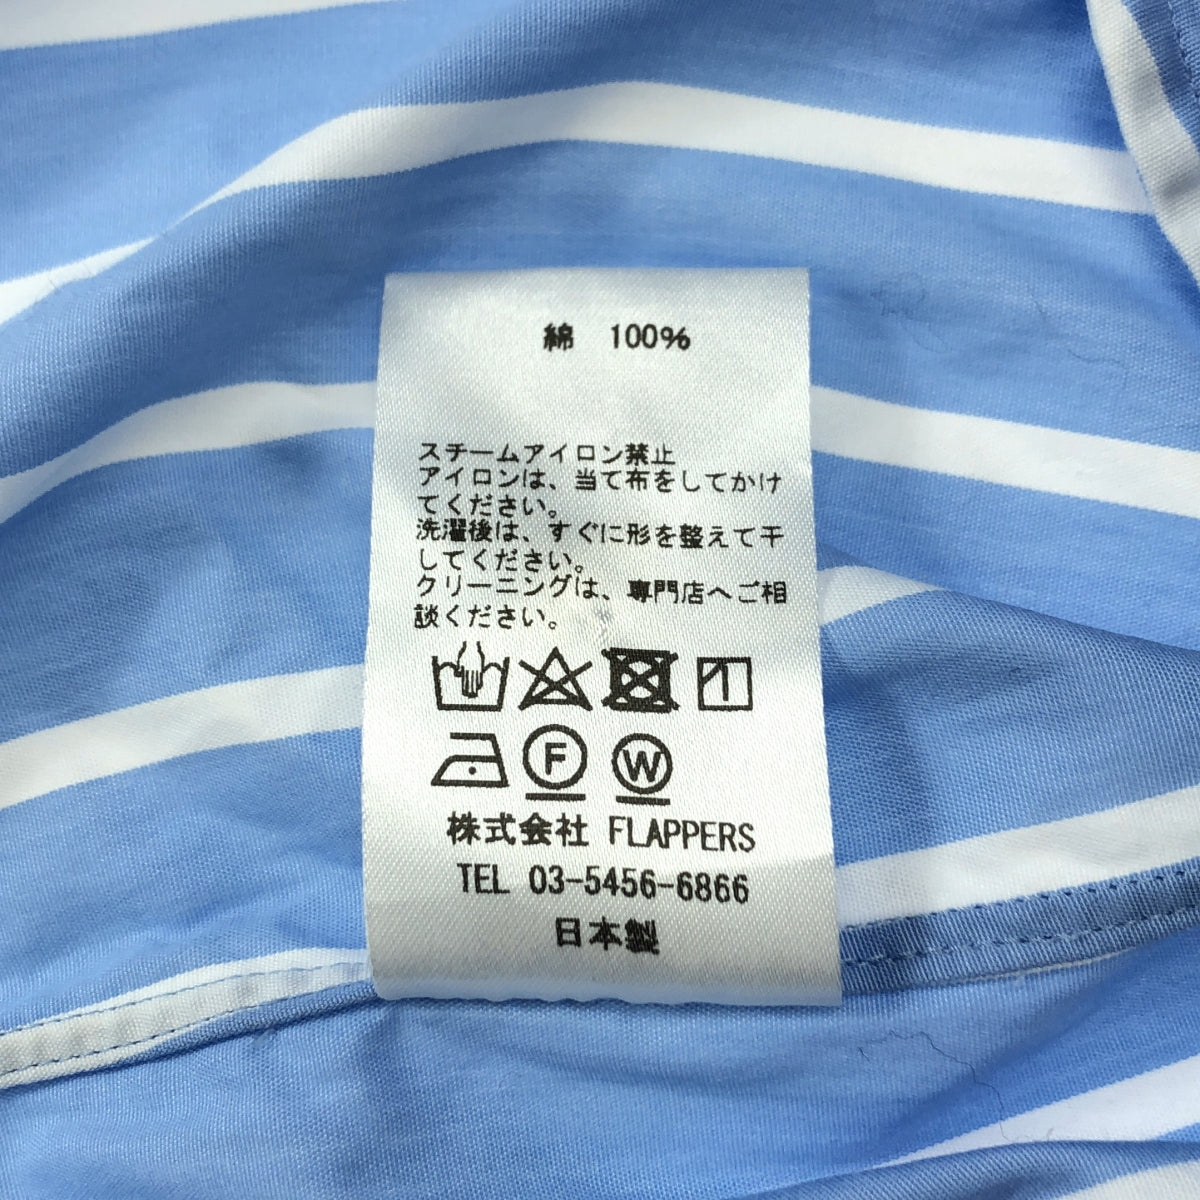 綿 100%
スチームアイロン禁止
アイロンは、当て布をしてかけ
てください。
洗濯後は、すぐに形を整えて干
してください。
クリーニングは、専門店へご相
談ください。
F W
株式会社 FLAPPERS
TEL 03-5456-6866
日本製